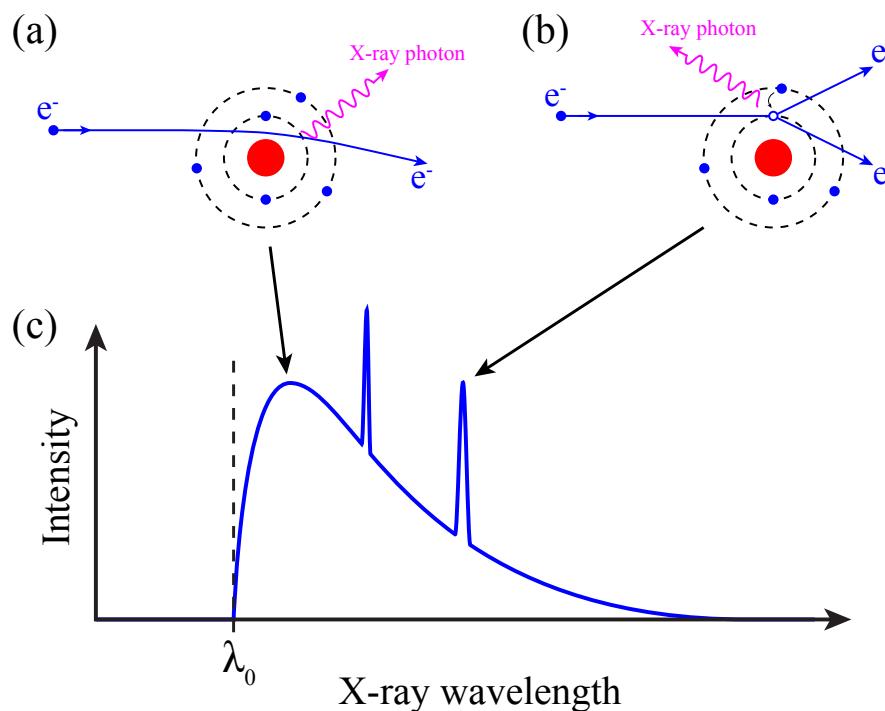 (a)
X-ray photon
e⁻
e⁻
(b)
X-ray photon
e⁻
e
e
(c)
Intensity
λ₀
X-ray wavelength